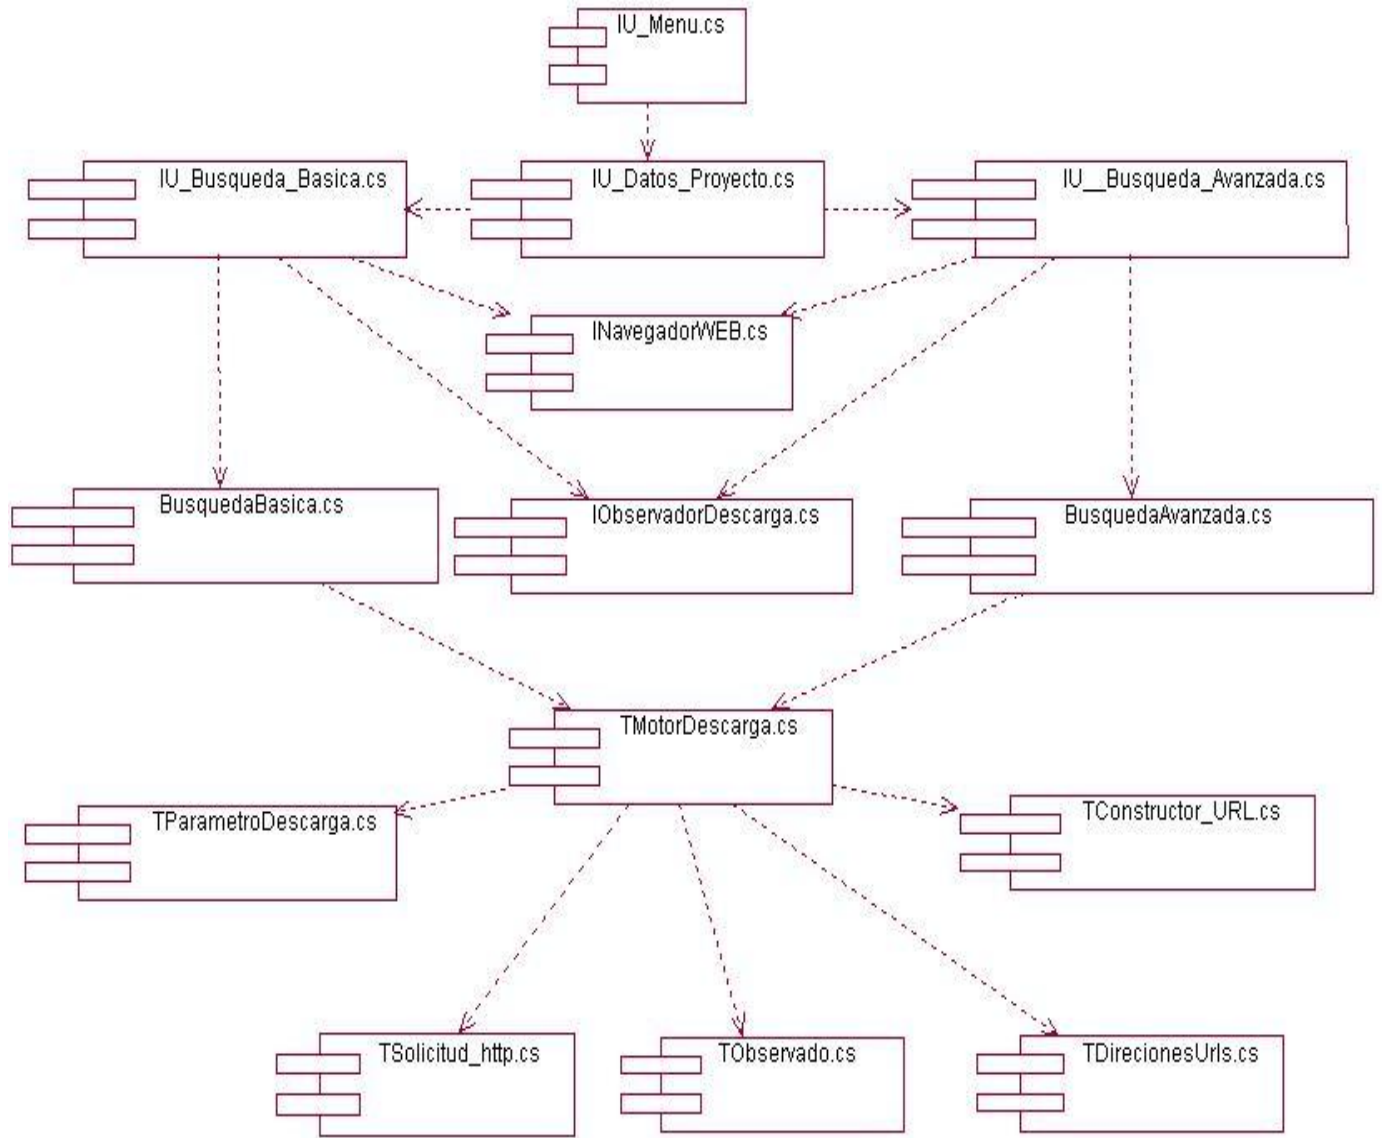 IU_Menu.cs
IU_Busqueda_Basica.cs
IU_Datos_Proyecto.cs
IU__Busqueda_Avanzada.cs
INavegadorWEB.cs
BusquedaBasica.cs
IObservadorDescarga.cs
BusquedaAvanzada.cs
TMotorDescarga.cs
TParametroDescarga.cs
TConstructor_URL.cs
TSolicitud_http.cs
TObservado.cs
TDirecionesUrls.cs